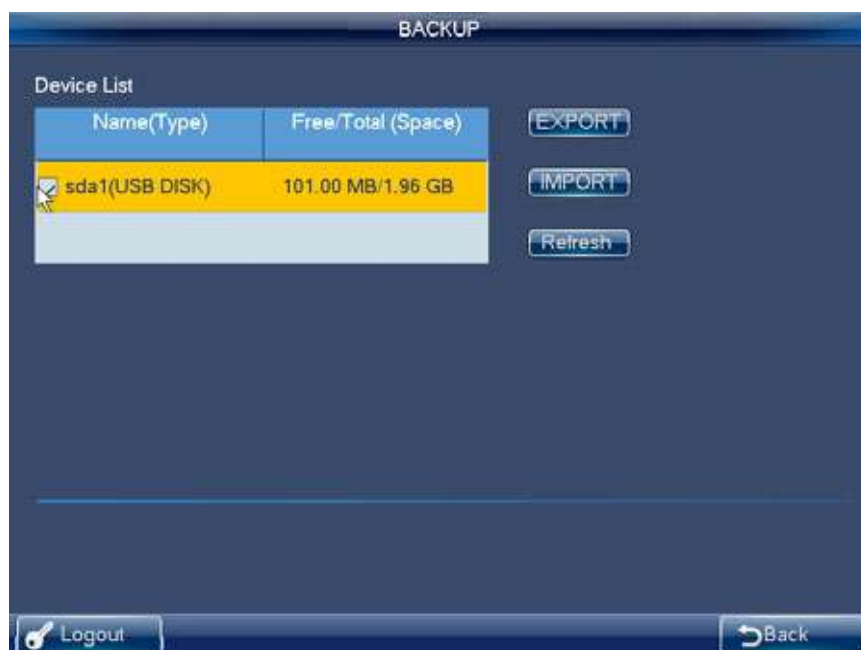 BACKUP
Device List
Name(Type) Free/Total (Space)
EXPORT
sda1(USB DISK) 101.00 MB/1.96 GB
IMPORT
Refresh
Logout
Back